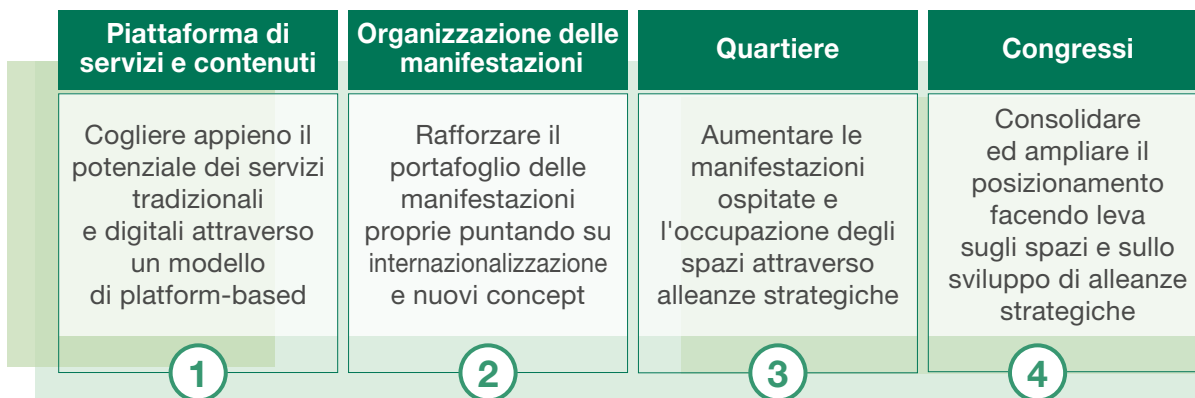 Piattaforma di
servizi e contenuti
Cogliere appieno il
potenziale dei servizi
tradizionali
e digitali attraverso
un modello
di platform-based
1
Organizzazione delle
manifestazioni
Rafforzare il
portafoglio delle
manifestazioni
proprie puntando su
internazionalizzazione
e nuovi concept
2
Quartiere
Aumentare le
manifestazioni
ospitate e
l'occupazione degli
spazi attraverso
alleanze strategiche
3
Congressi
Consolidare
ed ampliare il
posizionamento
facendo leva
sugli spazi e sullo
sviluppo di alleanze
strategiche
4